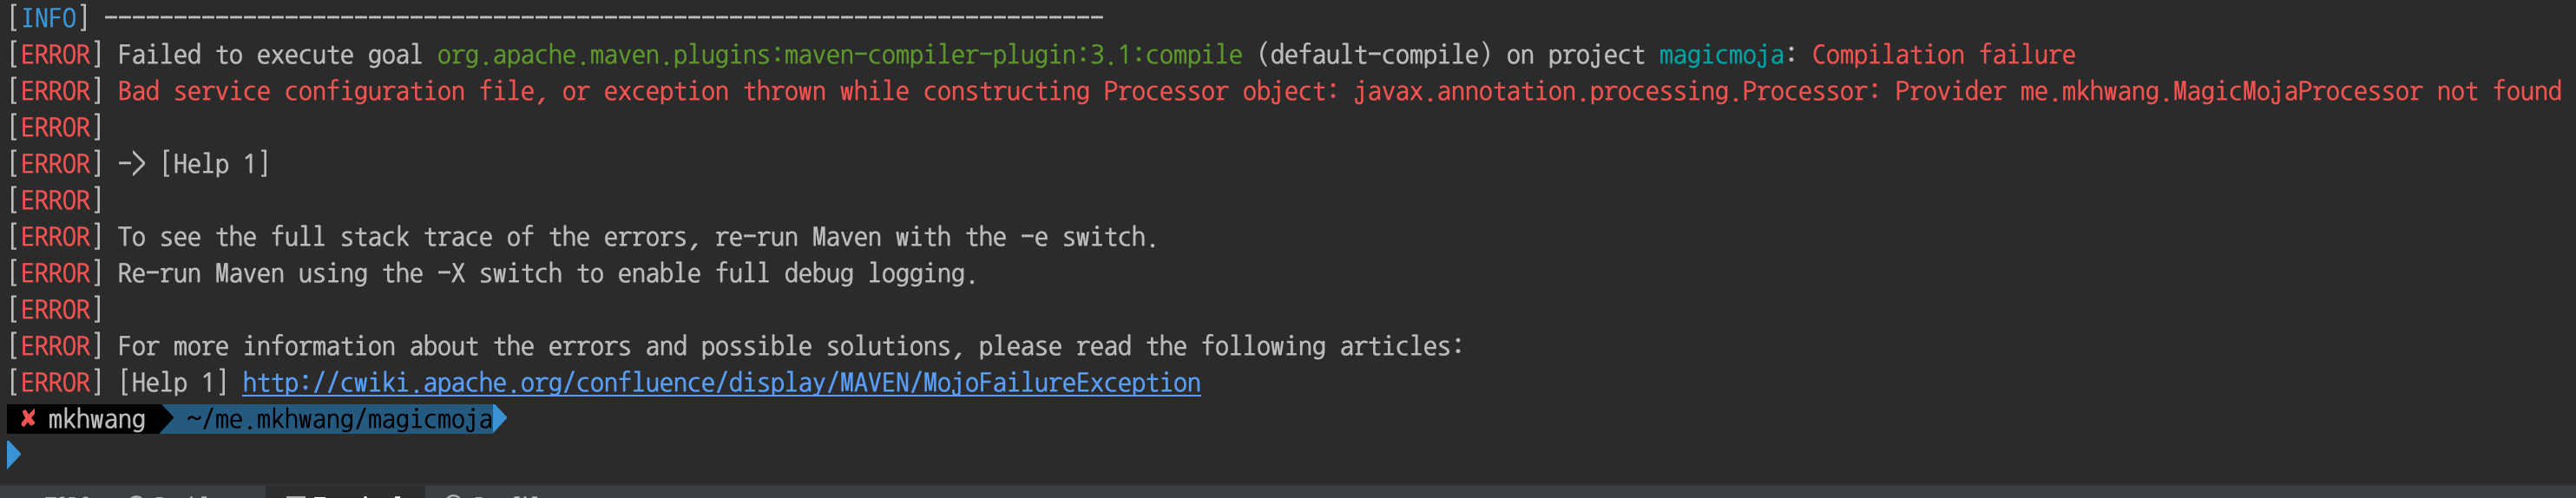 [INFO] ------------------------------------------------------------------------
[ERROR] Failed to execute goal org.apache.maven.plugins:maven-compiler-plugin:3.1:compile (default-compile) on project magicmoja: Compilation failure
[ERROR] Bad service configuration file, or exception thrown while constructing Processor object: javax.annotation.processing.Processor: Provider me.mkhwang.MagicMojaProcessor not found
[ERROR]
[ERROR] -> [Help 1]
[ERROR]
[ERROR] To see the full stack trace of the errors, re-run Maven with the -e switch.
[ERROR] Re-run Maven using the -X switch to enable full debug logging.
[ERROR]
[ERROR] For more information about the errors and possible solutions, please read the following articles:
[ERROR] [Help 1] http://cwiki.apache.org/confluence/display/MAVEN/MojoFailureException
✘ mkhwang ~/me.mkhwang/magicmoja